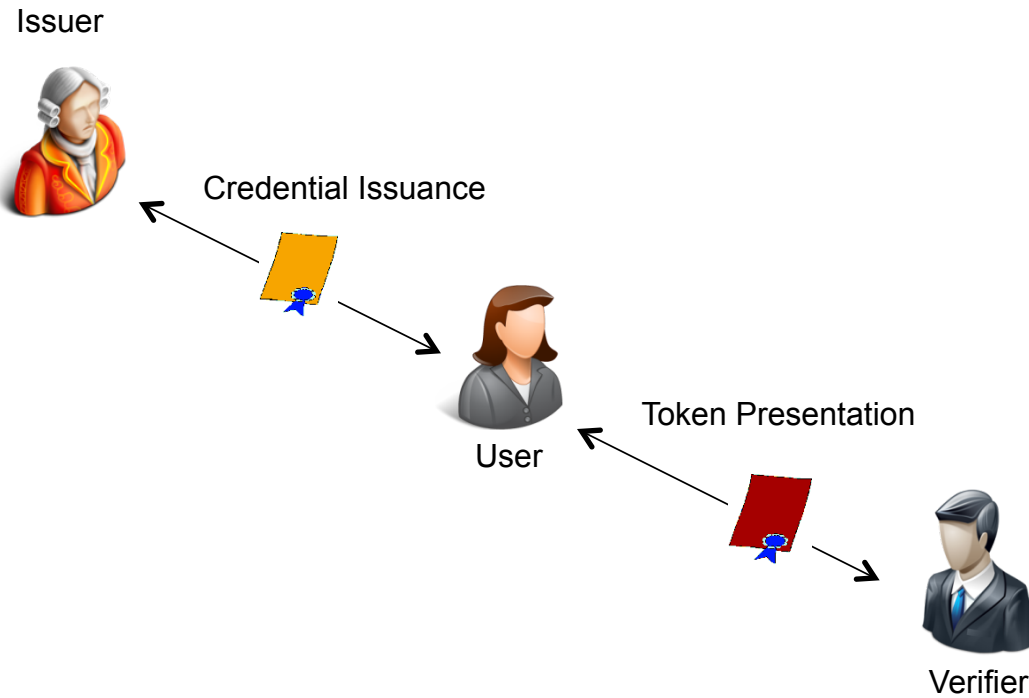 Issuer
Credential Issuance
Token Presentation
User
Verifier